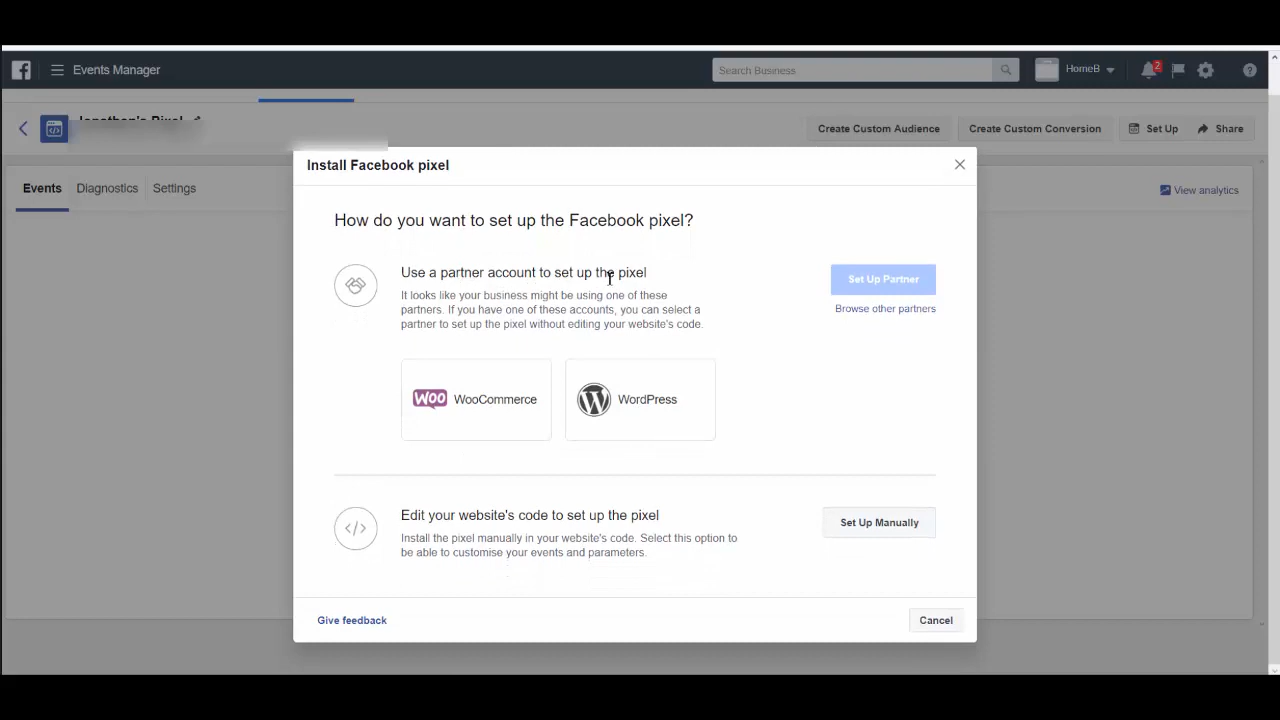 Events Manager
Search Business
HomeB
2
Jonathon's Pixel
Create Custom Audience
Create Custom Conversion
Set Up
Share
Install Facebook pixel
Events
Diagnostics
Settings
View analytics
How do you want to set up the Facebook pixel?
Use a partner account to set up the pixel
Set Up Partner
It looks like your business might be using one of these
partners. If you have one of these accounts, you can select a
partner to set up the pixel without editing your website's code.
Browse other partners
WOO WooCommerce
WordPress
Edit your website's code to set up the pixel
Set Up Manually
Install the pixel manually in your website's code. Select this option to
be able to customise your events and parameters.
Give feedback
Cancel